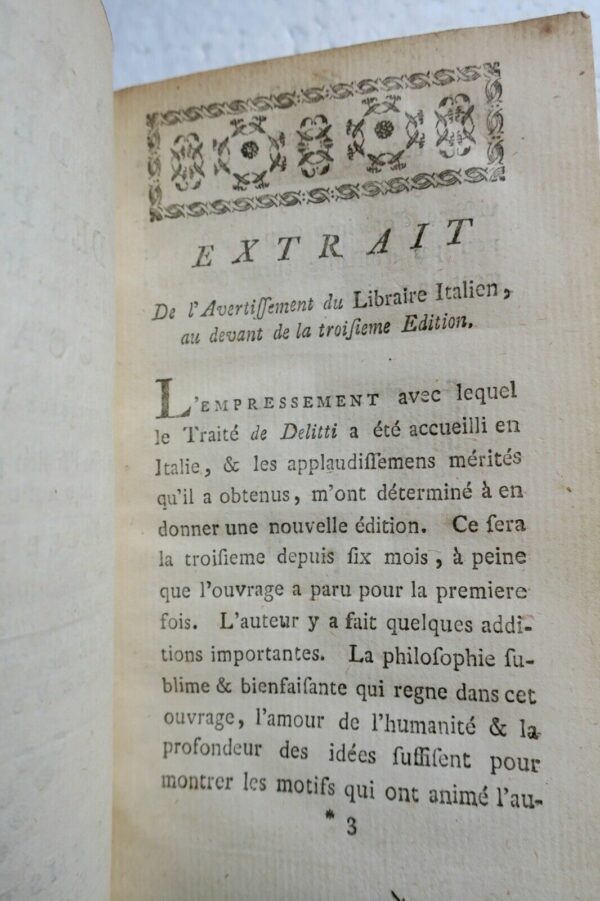 EXTRAIT
De l'Avertiſſement du Libraire Italien,
au devant de la troiſieme Edition.
L'EMPRESSEMENT avec lequel
le Traité de Delitti a été accueilli en
Italie, & les applaudiſſemens mérités
qu'il a obtenus, m'ont déterminé à en
donner une nouvelle édition. Ce ſera
la troiſieme depuis ſix mois, à peine
que l'ouvrage a paru pour la premiere
fois. L'auteur y a fait quelques addi-
tions importantes. La philoſophie ſu-
blime & bienfaiſante qui regne dans cet
ouvrage, l'amour de l'humanité & la
profondeur des idées ſuffiſent pour
montrer les motifs qui ont animé l'au-
* 3